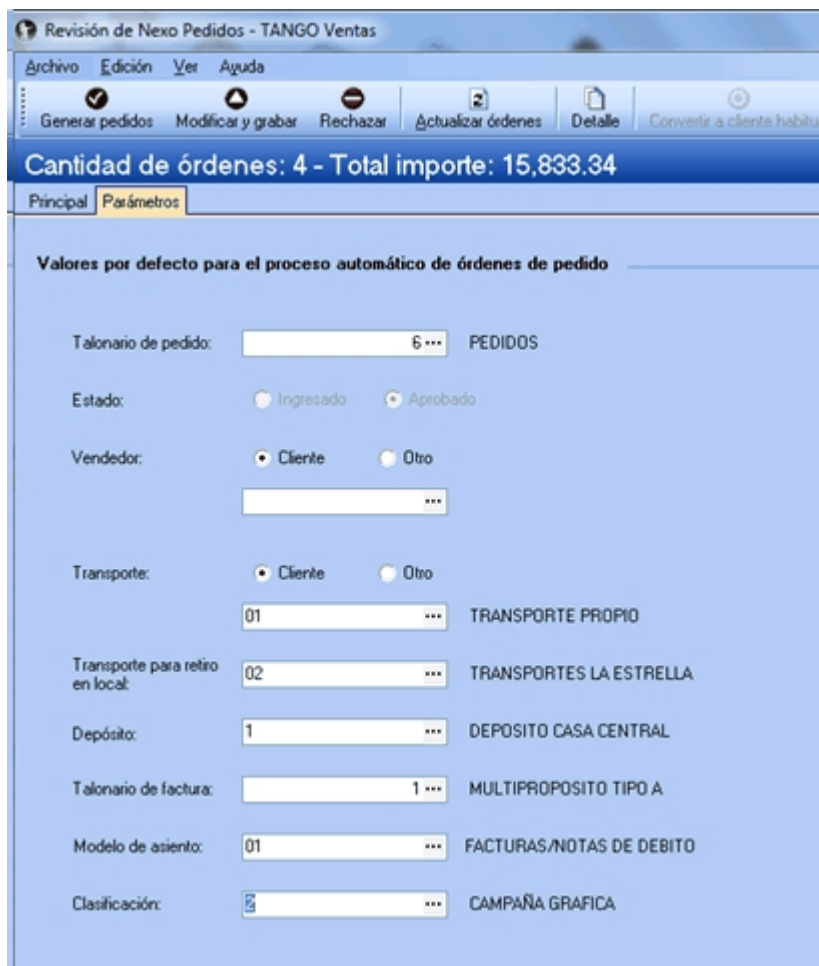 Revisión de Nexo Pedidos - TANGO Ventas
Archivo Edición Ver Ayuda
Generar pedidos Modificar y grabar Rechazar Actualizar órdenes Detalle Convertir a cliente habitu
Cantidad de órdenes: 4 - Total importe: 15,833.34
Principal Parámetros
Valores por defecto para el proceso automático de órdenes de pedido
Talonario de pedido: 6 ... PEDIDOS
Estado: Ingresado Aprobado
Vendedor: Cliente Otro
...
Transporte: Cliente Otro
01 ... TRANSPORTE PROPIO
Transporte para retiro
en local: 02 ... TRANSPORTES LA ESTRELLA
Depósito: 1 ... DEPOSITO CASA CENTRAL
Talonario de factura: 1 ... MULTIPROPOSITO TIPO A
Modelo de asiento: 01 ... FACTURAS/NOTAS DE DEBITO
Clasificación: 2 ... CAMPAÑA GRAFICA